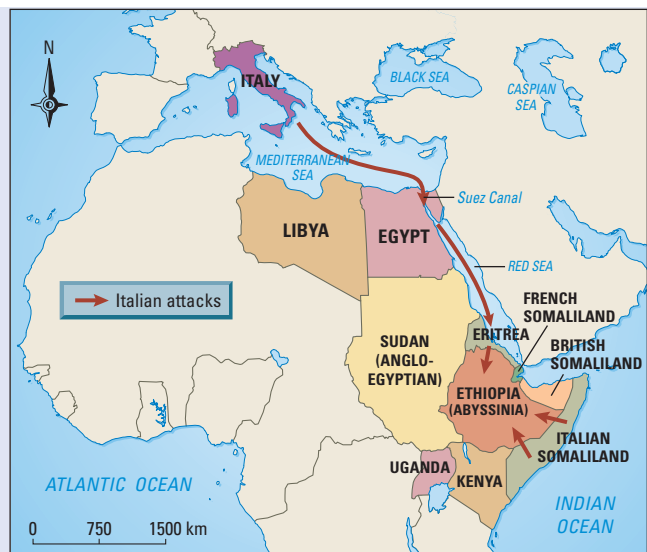 N
ITALY
BLACK SEA
CASPIAN
SEA
MEDITERRANEAN
SEA
Suez Canal
LIBYA
EGYPT
RED SEA
Italian attacks
FRENCH
SOMALILAND
ERITREA
BRITISH
SOMALILAND
SUDAN
(ANGLO-
EGYPTIAN)
ETHIOPIA
(ABYSSINIA)
ITALIAN
SOMALILAND
UGANDA
KENYA
ATLANTIC OCEAN
INDIAN
OCEAN
0 750 1500 km